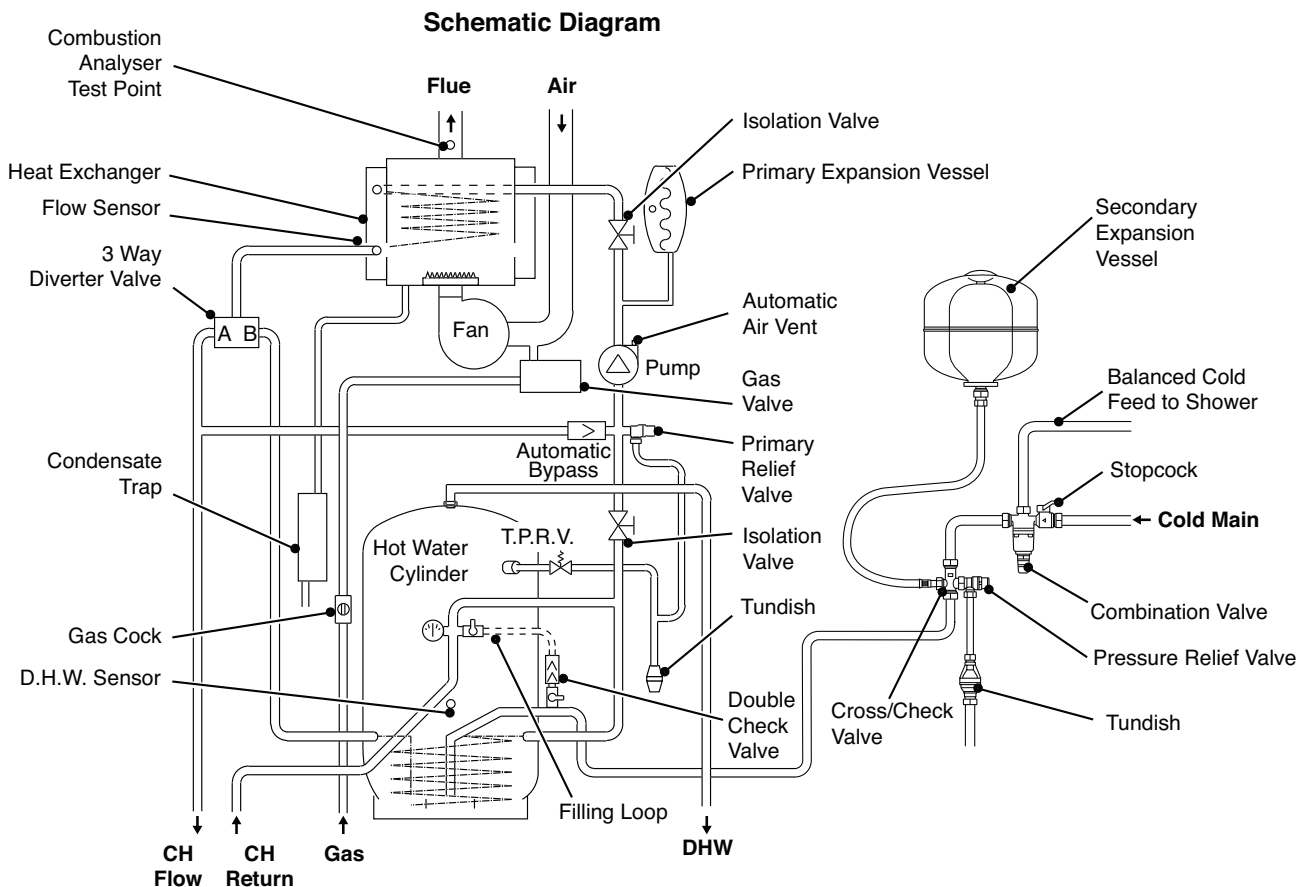 Schematic Diagram
Combustion
Analyser
Test Point
Flue
Air
Isolation Valve
Heat Exchanger
Primary Expansion Vessel
Flow Sensor
Secondary
Expansion
Vessel
3 Way
Diverter Valve
Automatic
Air Vent
A B
Fan
Pump
Gas
Valve
Balanced Cold
Feed to Shower
Condensate
Trap
Automatic
Bypass
Primary
Relief
Valve
Stopcock
Cold Main
T.P.R.V.
Hot Water
Cylinder
Isolation
Valve
Gas Cock
Tundish
Combination Valve
Pressure Relief Valve
D.H.W. Sensor
Double
Check
Valve
Cross/Check
Valve
Tundish
Filling Loop
CH
Flow
CH
Return
Gas
DHW